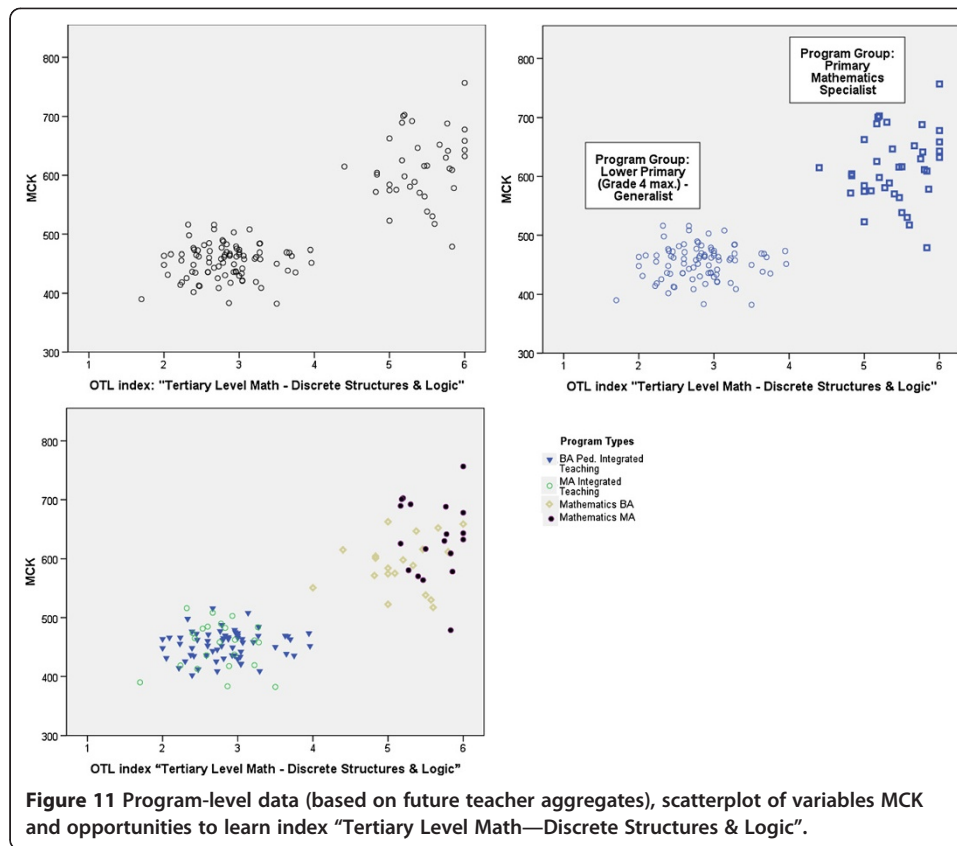 800
700
600
500
400
300
MCK
1 2 3 4 5 6
OTL index: "Tertiary Level Math - Discrete Structures & Logic"
800
700
600
500
400
300
MCK
Program Group:
Primary
Mathematics
Specialist
Program Group:
Lower Primary
(Grade 4 max.) -
Generalist
1 2 3 4 5 6
OTL index "Tertiary Level Math - Discrete Structures & Logic"
800
700
600
500
400
300
MCK
1 2 3 4 5 6
OTL index “Tertiary Level Math - Discrete Structures & Logic”
Program Types
BA Ped. Integrated
Teaching
MA Integrated
Teaching
Mathematics BA
Mathematics MA
Figure 11 Program-level data (based on future teacher aggregates), scatterplot of variables MCK
and opportunities to learn index “Tertiary Level Math—Discrete Structures & Logic”.